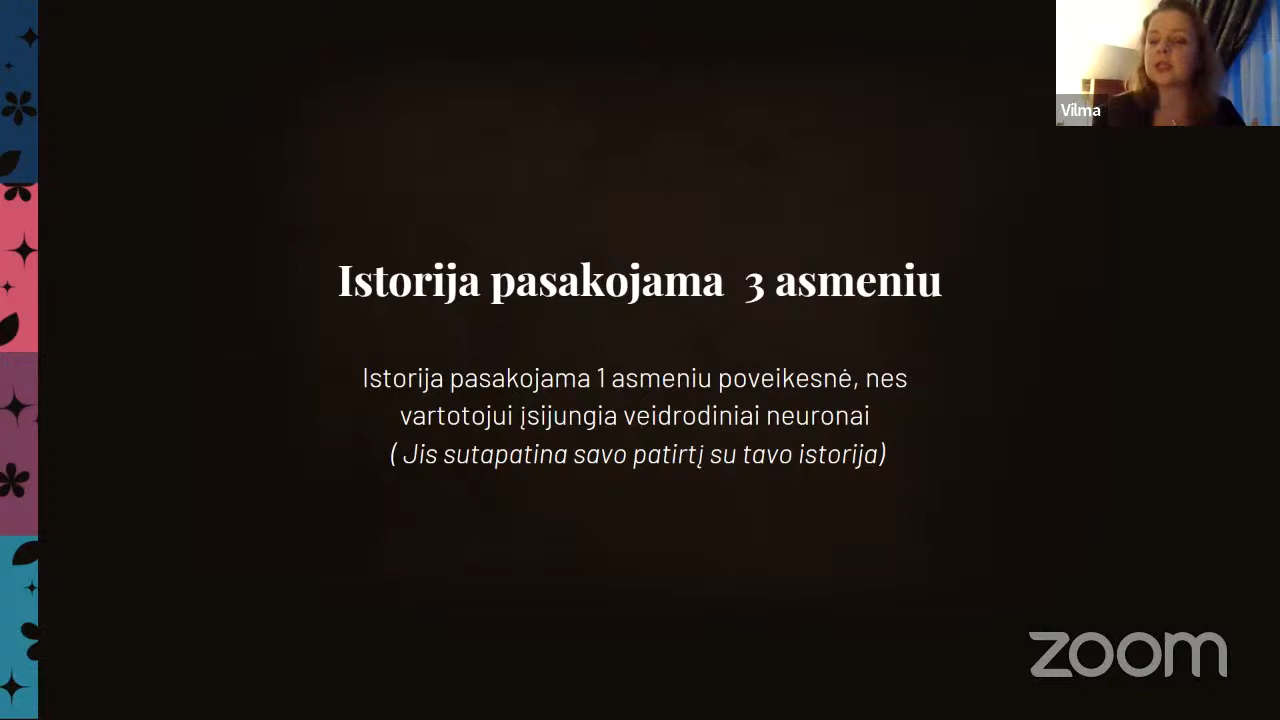 Vilma
Istorija pasakojama 3 asmeniu
Istorija pasakojama 1 asmeniu poveikesnė, nes
vartotojui įsijungia veidrodiniai neuronai
( Jis sutapatina savo patirtį su tavo istorija)
zoom